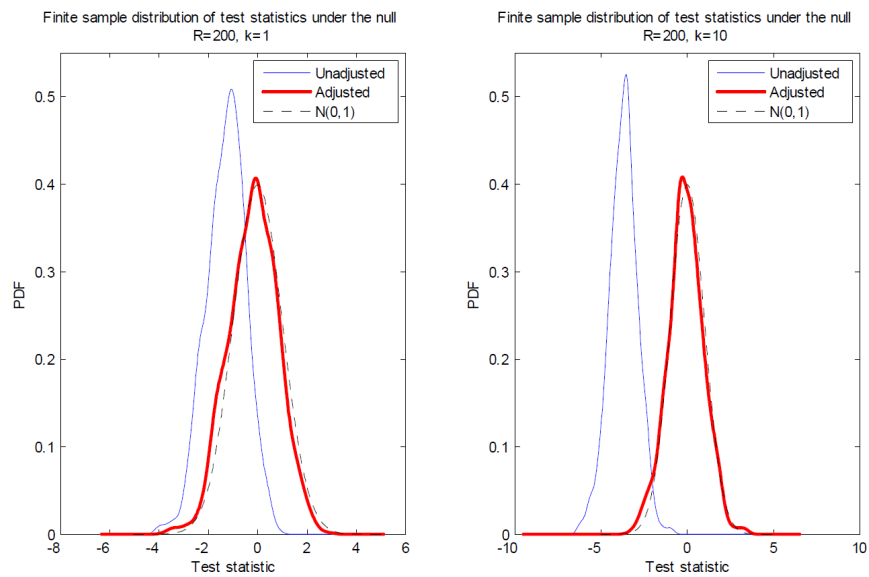 Finite sample distribution of test statistics under the null
R=200, k=1
Unadjusted
Adjusted
N(0,1)
0.5
0.4
0.3
0.2
0.1
0
PDF
-8
-6
-4
-2
0
2
4
6
Test statistic
Finite sample distribution of test statistics under the null
R=200, k=10
Unadjusted
Adjusted
N(0,1)
0.5
0.4
0.3
0.2
0.1
0
PDF
-10
-5
0
5
10
Test statistic